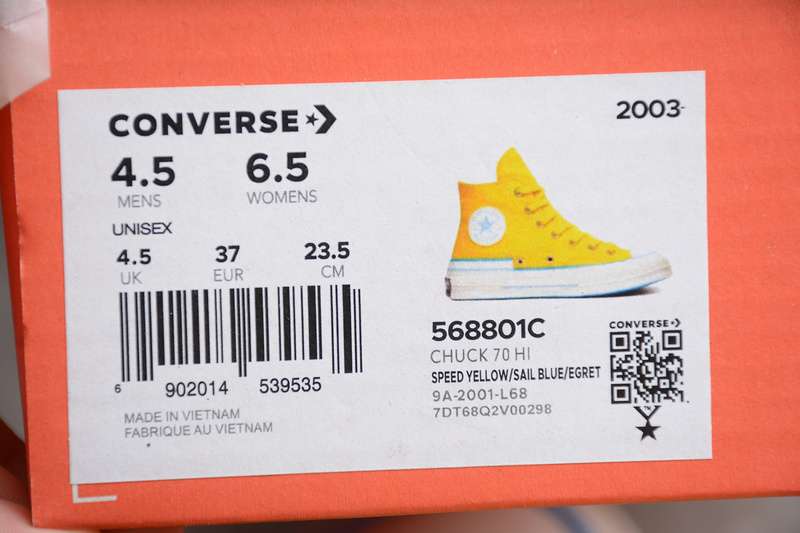 CONVERSE
2003
4.5 6.5
MENS WOMENS
UNISEX
4.5 37 23.5
UK EUR CM
6 902014 539535
MADE IN VIETNAM
FABRIQUE AU VIETNAM
568801C
CHUCK 70 HI
SPEED YELLOW/SAIL BLUE/EGRET
9A-2001-L68
7DT68Q2V00298
CONVERSE